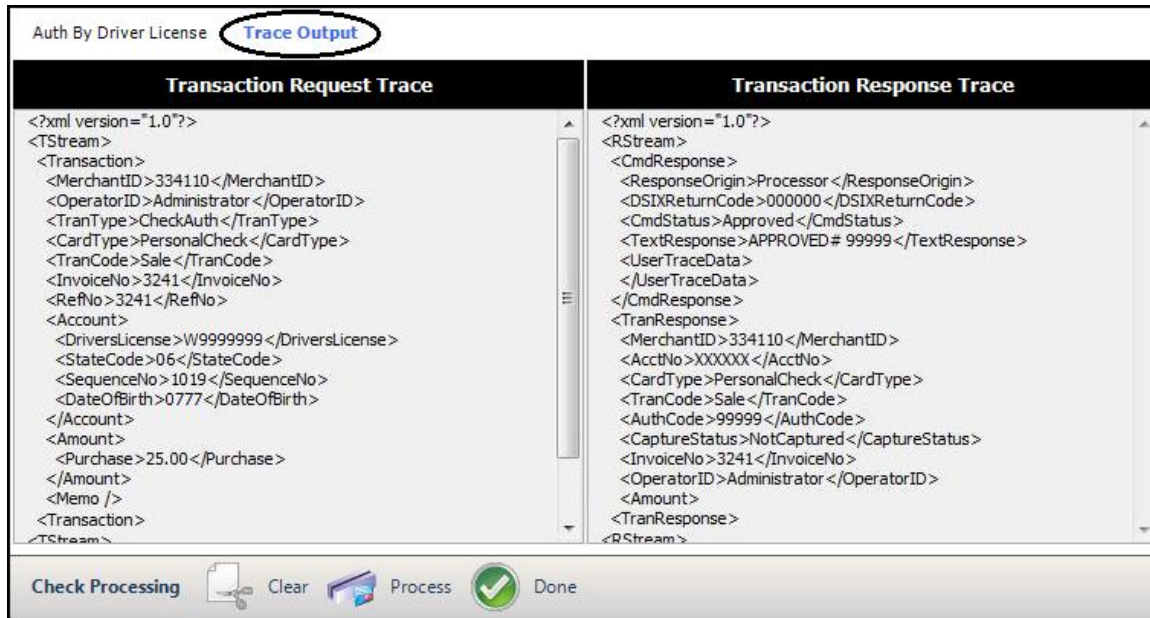 Auth By Driver License Trace Output
Transaction Request Trace
<?xml version="1.0"?>
<TStream>
<Transaction>
<MerchantID>334110</MerchantID>
<OperatorID>Administrator</OperatorID>
<TranType>CheckAuth</TranType>
<CardType>PersonalCheck</CardType>
<TranCode>Sale</TranCode>
<InvoiceNo>3241</InvoiceNo>
<RefNo>3241</RefNo>
<Account>
<DriversLicense>W9999999</DriversLicense>
<StateCode>06</StateCode>
<SequenceNo>1019</SequenceNo>
<DateOfBirth>0777</DateOfBirth>
</Account>
<Amount>
<Purchase>25.00</Purchase>
</Amount>
<Memo />
<Transaction>
<TStream>
Transaction Response Trace
<?xml version="1.0"?>
<RStream>
<CmdResponse>
<ResponseOrigin>Processor</ResponseOrigin>
<DSIXReturnCode>000000</DSIXReturnCode>
<CmdStatus>Approved</CmdStatus>
<TextResponse>APPROVED# 99999</TextResponse>
<UserTraceData>
</UserTraceData>
</CmdResponse>
<TranResponse>
<MerchantID>334110</MerchantID>
<AcctNo>XXXXXX</AcctNo>
<CardType>PersonalCheck</CardType>
<TranCode>Sale</TranCode>
<AuthCode>99999</AuthCode>
<CaptureStatus>NotCaptured</CaptureStatus>
<InvoiceNo>3241</InvoiceNo>
<OperatorID>Administrator</OperatorID>
<Amount>
<TranResponse>
<RStream>
Check Processing Clear Process Done